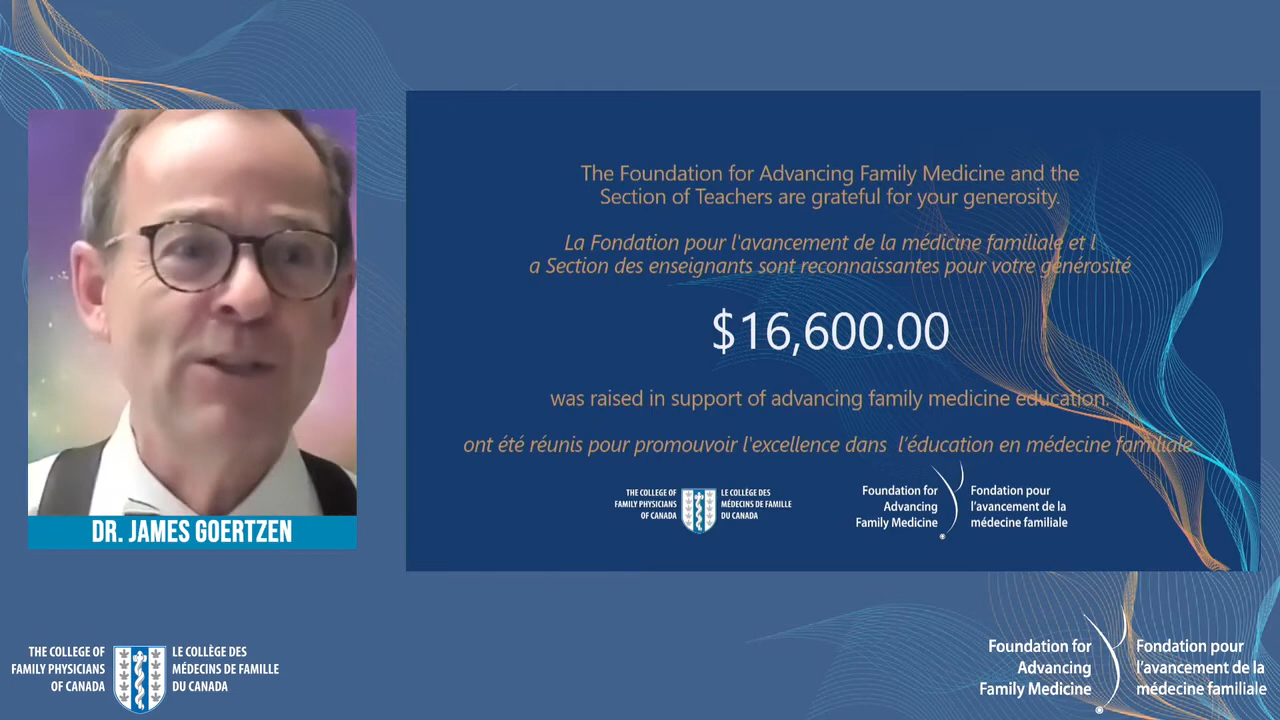 The Foundation for Advancing Family Medicine and the
Section of Teachers are grateful for your generosity.
La Fondation pour l'avancement de la médicine familiale et l
a Section des enseignants sont reconnaissantes pour votre générosité
$16,600.00
was raised in support of advancing family medicine education.
ont été réunis pour promouvoir l'excellence dans l'éducation en médecine familiale.
THE COLLEGE OF
FAMILY PHYSICIANS
OF CANADA
LE COLLÈGE DES
MÉDECINS DE FAMILLE
DU CANADA
Foundation for
Advancing
Family Medicine
Fondation pour
l'avancement de la
médecine familiale
DR. JAMES GOERTZEN
THE COLLEGE OF
FAMILY PHYSICIANS
OF CANADA
LE COLLÈGE DES
MÉDECINS DE FAMILLE
DU CANADA
Foundation for
Advancing
Family Medicine
Fondation pour
l'avancement de la
médecine familiale